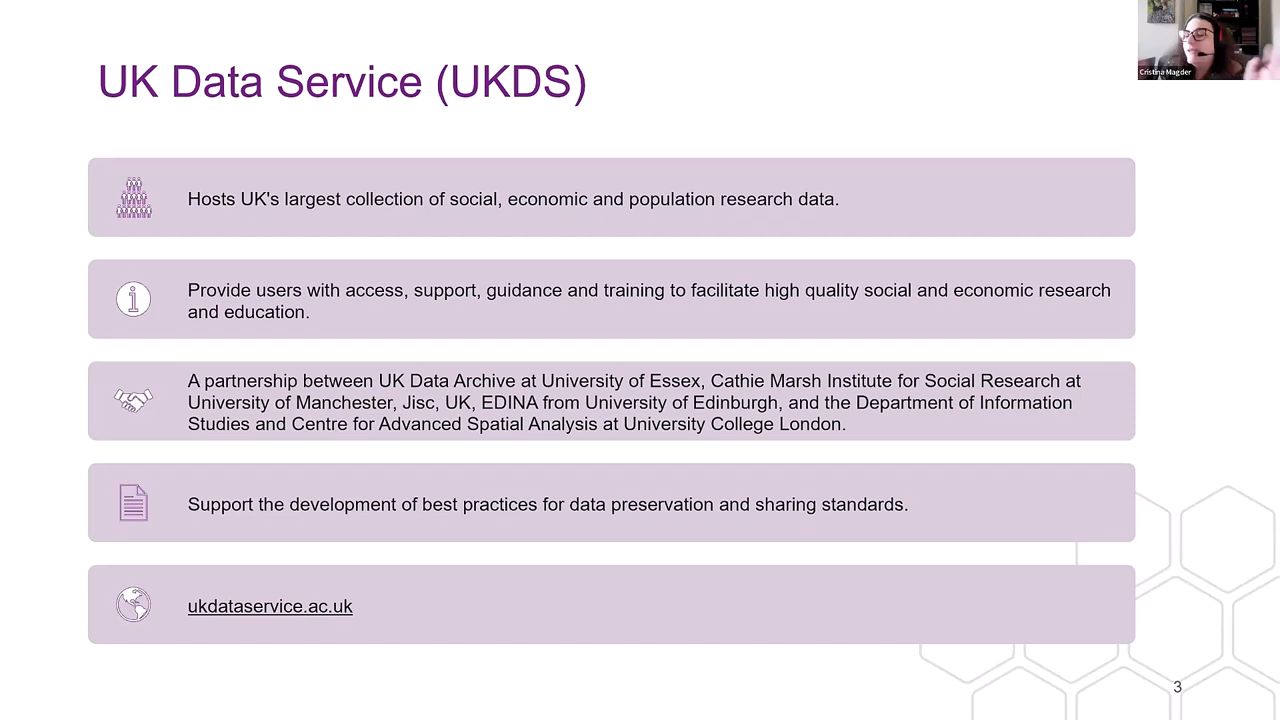 Cristina Magder
UK Data Service (UKDS)
Hosts UK's largest collection of social, economic and population research data.
Provide users with access, support, guidance and training to facilitate high quality social and economic research
and education.
A partnership between UK Data Archive at University of Essex, Cathie Marsh Institute for Social Research at
University of Manchester, Jisc, UK, EDINA from University of Edinburgh, and the Department of Information
Studies and Centre for Advanced Spatial Analysis at University College London.
Support the development of best practices for data preservation and sharing standards.
ukdataservice.ac.uk
3